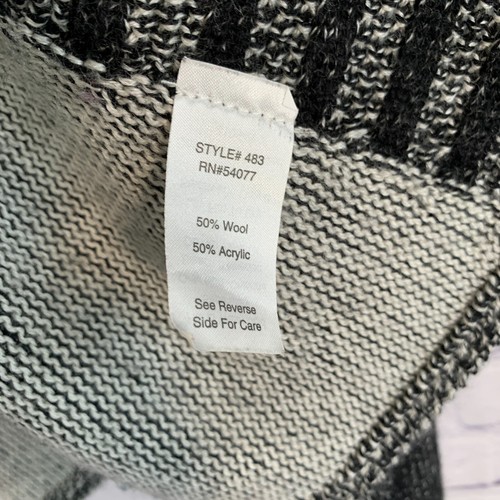 STYLE# 483
RN#54077
50% Wool
50% Acrylic
See Reverse
Side For Care